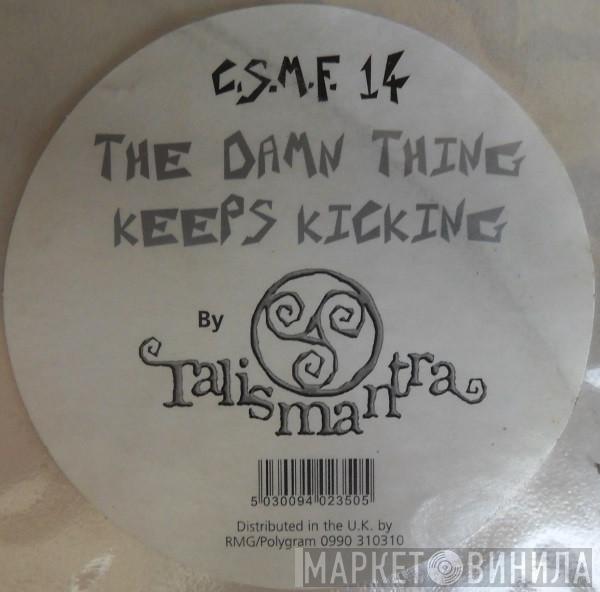 C.S.M.F. 14
THE DAMN THING
KEEPS KICKING
By
Talismantra
5 030094 023505
Distributed in the U.K. by
RMG/Polygram 0990 310310
МАРКЕТ ВИНИЛА